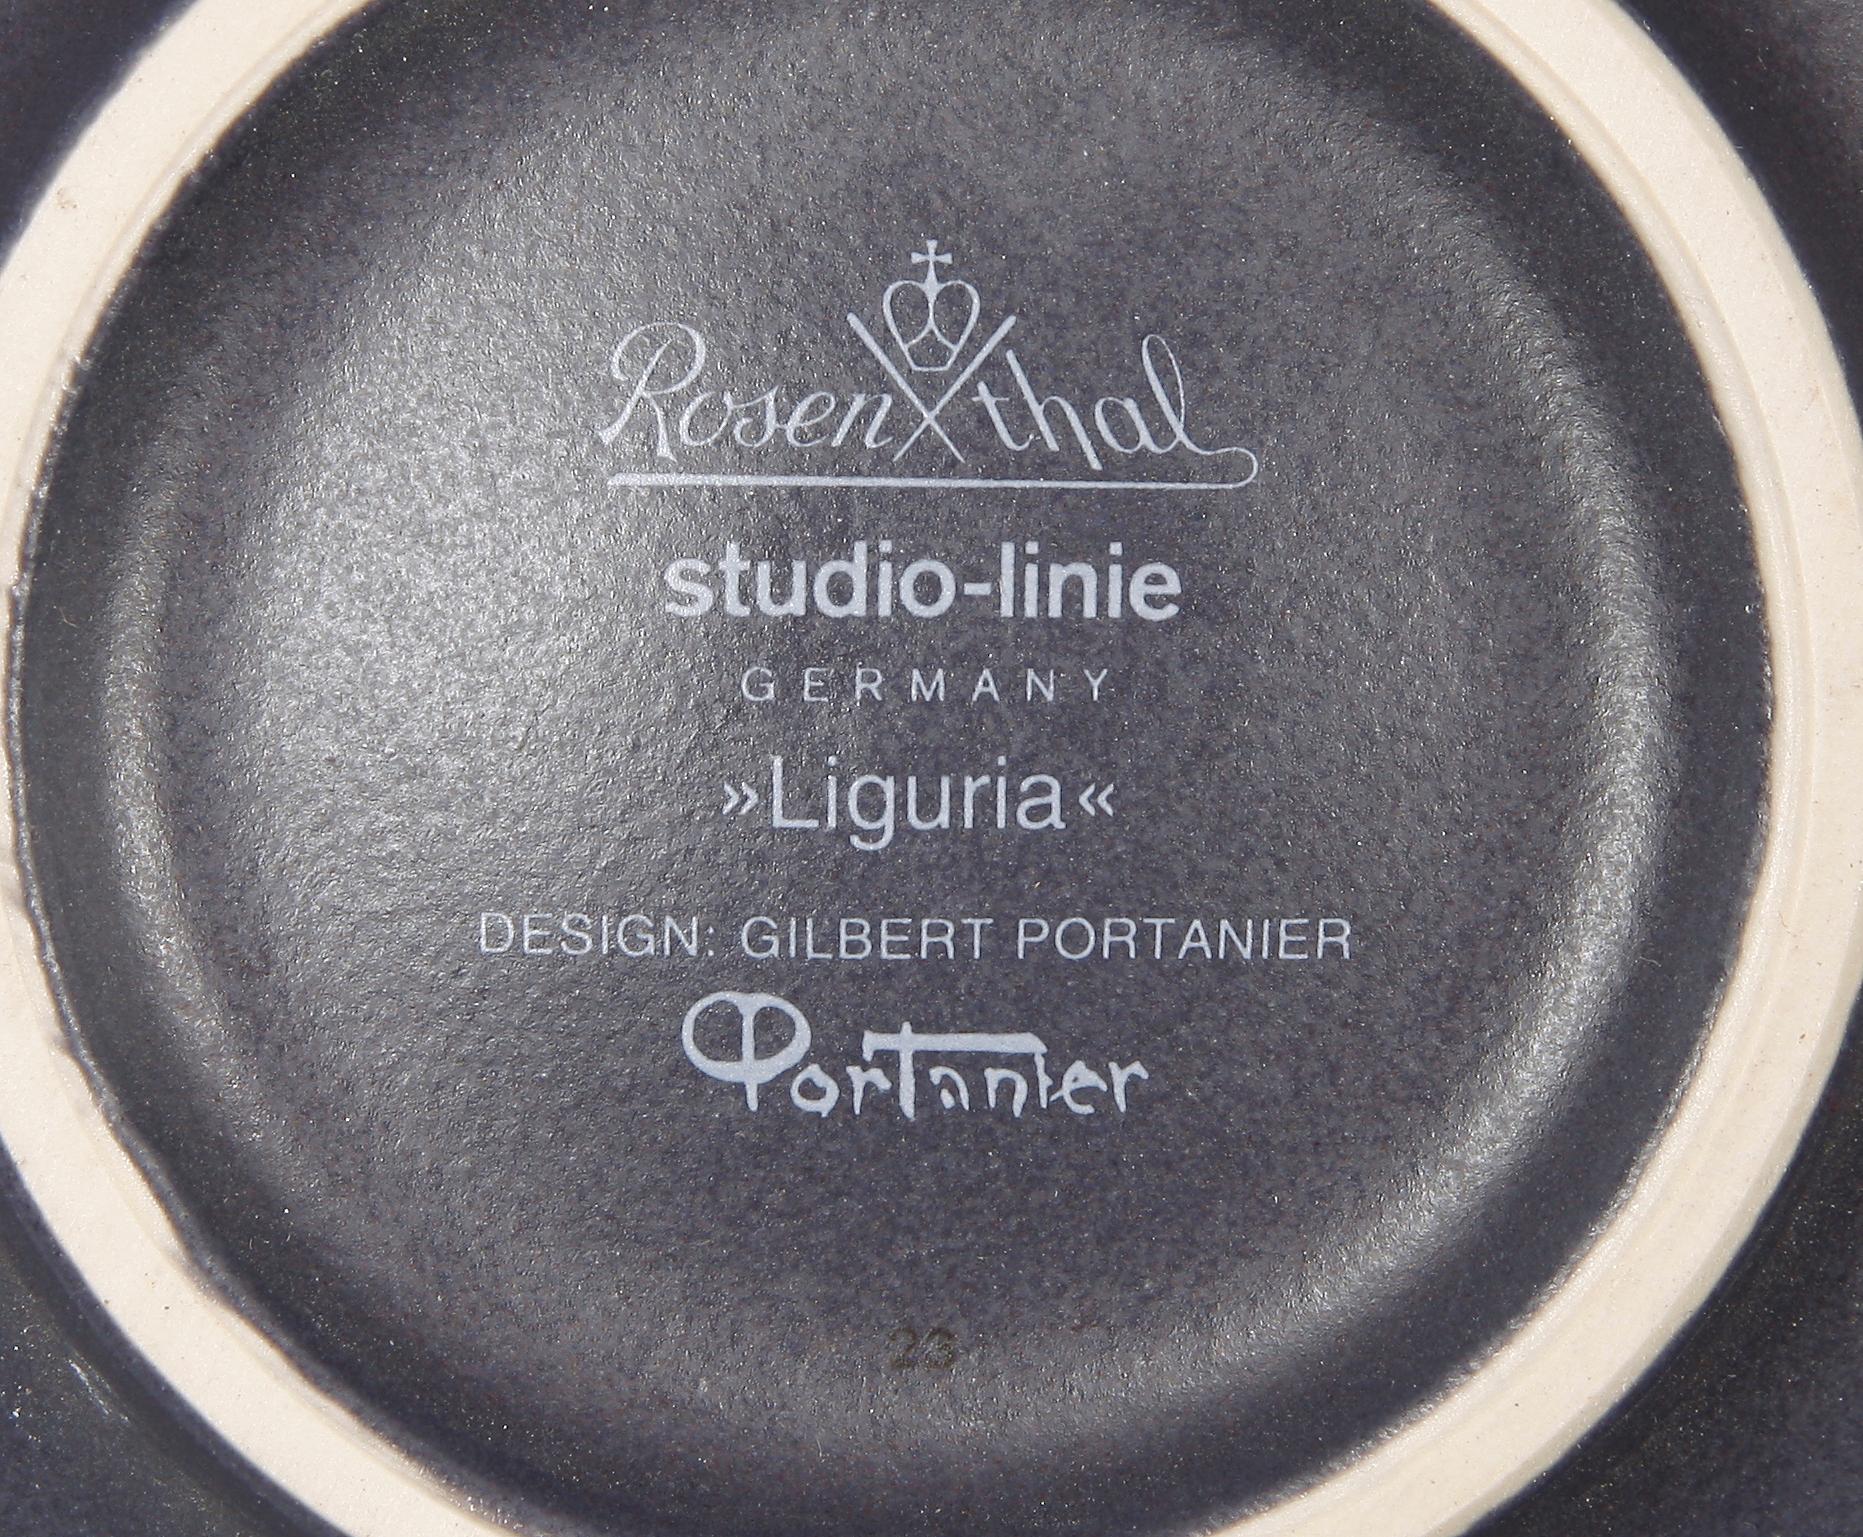 Rosenthal
studio-linie
GERMANY
»Liguria«
DESIGN: GILBERT PORTANIER
Portanier
23